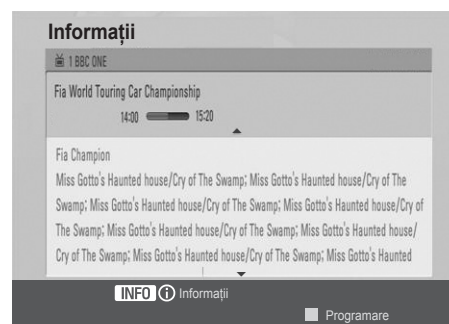 Informații
1 BBC ONE
Fia World Touring Car Championship
14:00 15:20
Fia Champion
Miss Gotto's Haunted house/Cry of The Swamp; Miss Gotto's Haunted house/Cry of The
Swamp; Miss Gotto's Haunted house/Cry of The Swamp; Miss Gotto's Haunted house/Cry of
The Swamp; Miss Gotto's Haunted house/Cry of The Swamp; Miss Gotto's Haunted house/
Cry of The Swamp; Miss Gotto's Haunted house/Cry of The Swamp; Miss Gotto's Haunted
INFO i Informații
Programare